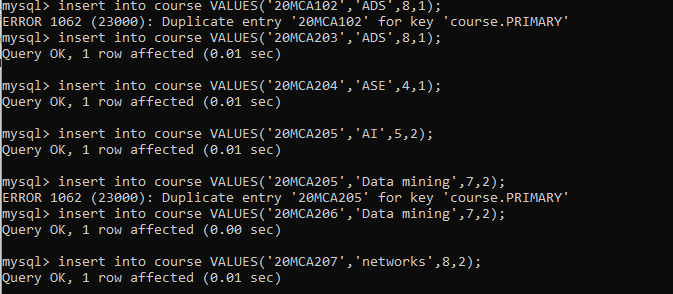 mysql> insert into course VALUES('20MCA102','ADS',8,1);
ERROR 1062 (23000): Duplicate entry '20MCA102' for key 'course.PRIMARY'
mysql> insert into course VALUES('20MCA203','ADS',8,1);
Query OK, 1 row affected (0.01 sec)
mysql> insert into course VALUES('20MCA204','ASE',4,1);
Query OK, 1 row affected (0.01 sec)
mysql> insert into course VALUES('20MCA205','AI',5,2);
Query OK, 1 row affected (0.01 sec)
mysql> insert into course VALUES('20MCA205','Data mining',7,2);
ERROR 1062 (23000): Duplicate entry '20MCA205' for key 'course.PRIMARY'
mysql> insert into course VALUES('20MCA206','Data mining',7,2);
Query OK, 1 row affected (0.00 sec)
mysql> insert into course VALUES('20MCA207','networks',8,2);
Query OK, 1 row affected (0.01 sec)